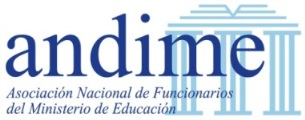 andime
Asociación Nacional de Funcionarios
del Ministerio de Educación